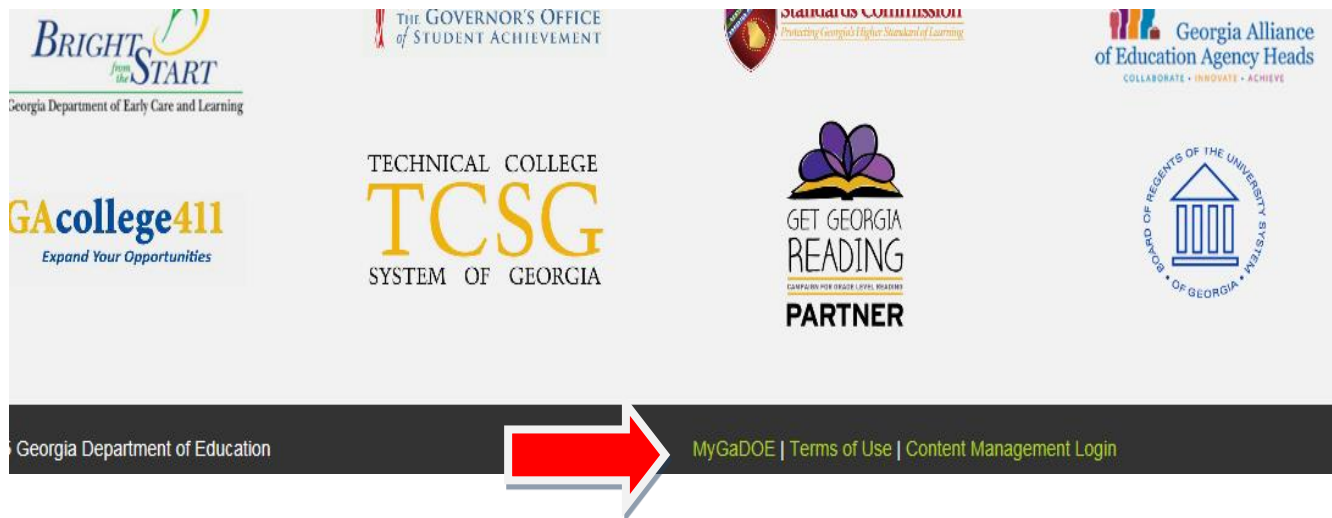 BRIGHT
from the
START
Georgia Department of Early Care and Learning
THE GOVERNOR'S OFFICE
of STUDENT ACHIEVEMENT
Standards Commission
Protecting Georgia's Higher Standard of Learning
Georgia Alliance
of Education Agency Heads
COLLABORATE • INNOVATE • ACHIEVE
GAcollege411
Expand Your Opportunities
TECHNICAL COLLEGE
TCSG
SYSTEM OF GEORGIA
GET GEORGIA
READING
CAMPAIGN FOR GRADE LEVEL READING
PARTNER
BOARD OF REGENTS OF THE UNIVERSITY SYSTEM • OF GEORGIA •
Georgia Department of Education
MyGaDOE | Terms of Use | Content Management Login